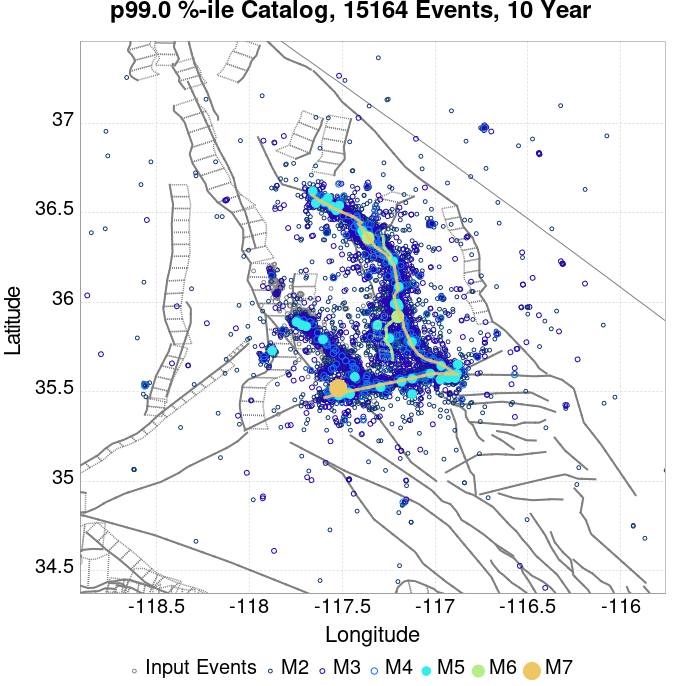 p99.0 %-ile Catalog, 15164 Events, 10 Year
37
36.5
36
35.5
35
34.5
Latitude
-118.5 -118 -117.5 -117 -116.5 -116
Longitude
Input Events M2 M3 M4 M5 M6 M7